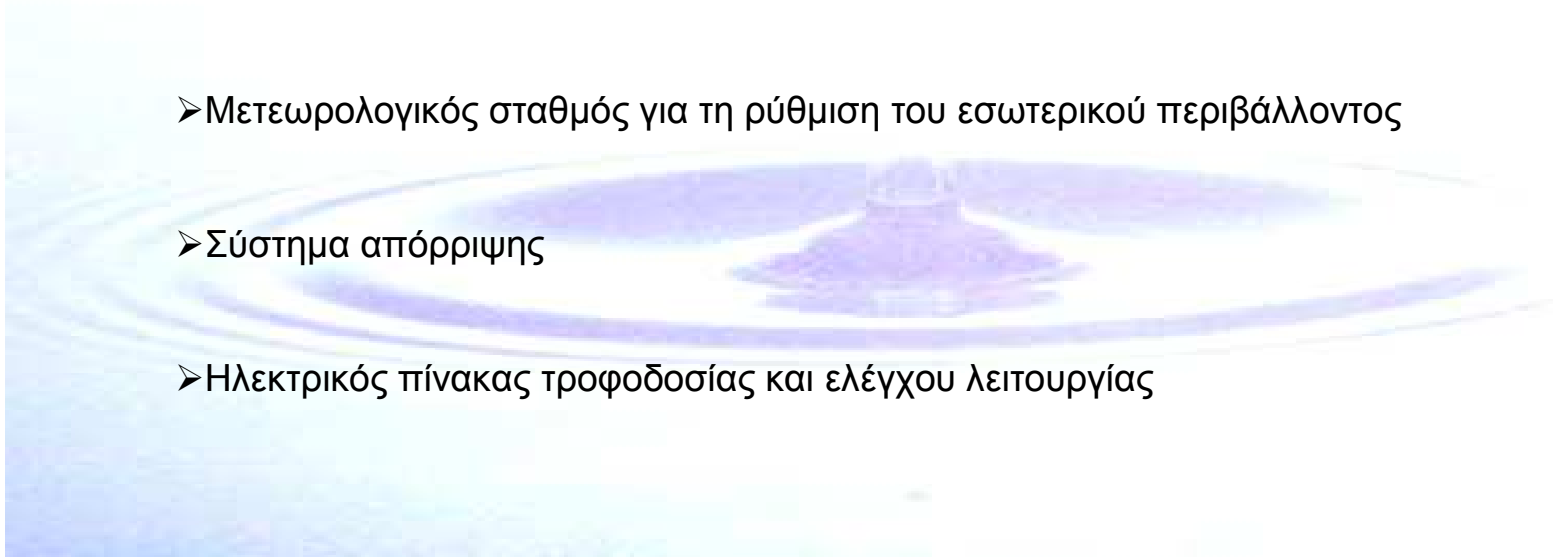 ➢Μετεωρολογικός σταθμός για τη ρύθμιση του εσωτερικού περιβάλλοντος
➢Σύστημα απόρριψης
➢Ηλεκτρικός πίνακας τροφοδοσίας και ελέγχου λειτουργίας